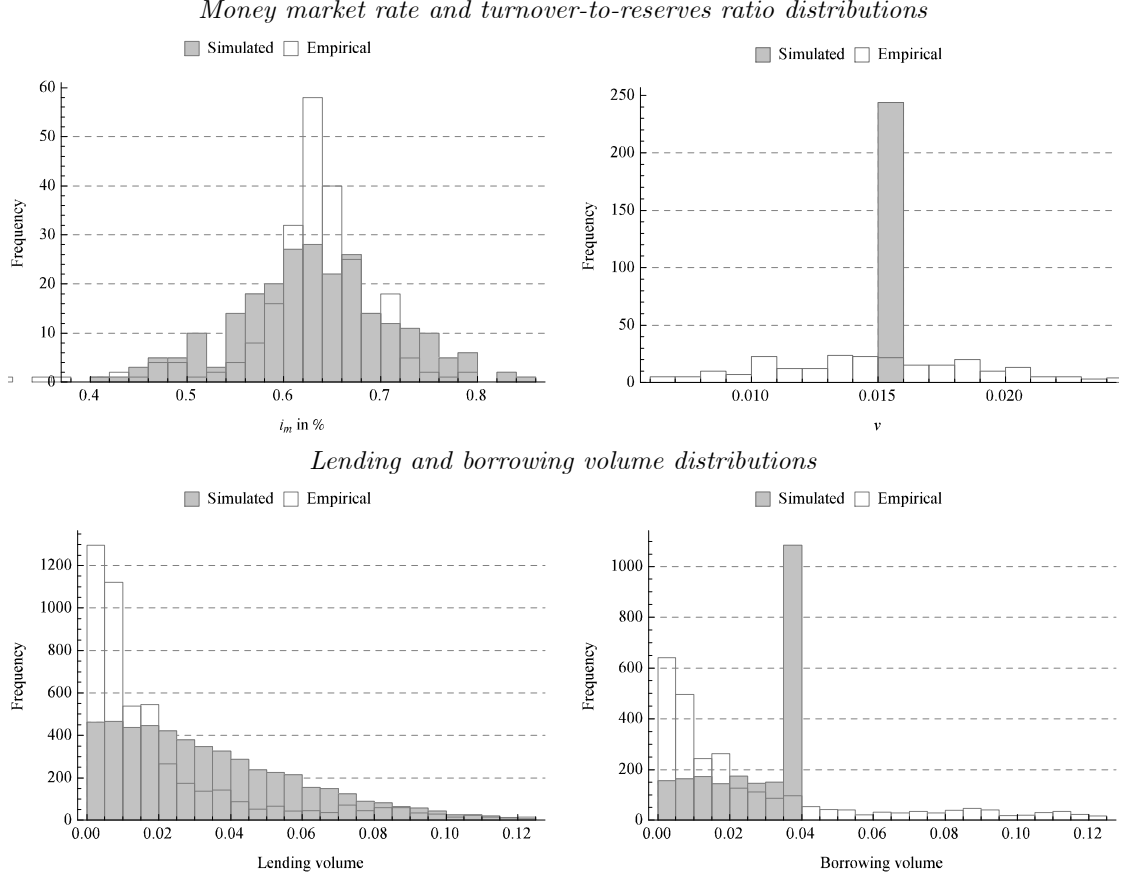 Money market rate and turnover-to-reserves ratio distributions
Simulated Empirical
Simulated Empirical
60
50
40
30
20
10
0
Frequency
0.4 0.5 0.6 0.7 0.8
i_m in %
250
200
150
100
50
0
Frequency
0.010 0.015 0.020
v
Lending and borrowing volume distributions
Simulated Empirical
Simulated Empirical
1200
1000
800
600
400
200
0
Frequency
0.00 0.02 0.04 0.06 0.08 0.10 0.12
Lending volume
1000
800
600
400
200
0
Frequency
0.00 0.02 0.04 0.06 0.08 0.10 0.12
Borrowing volume